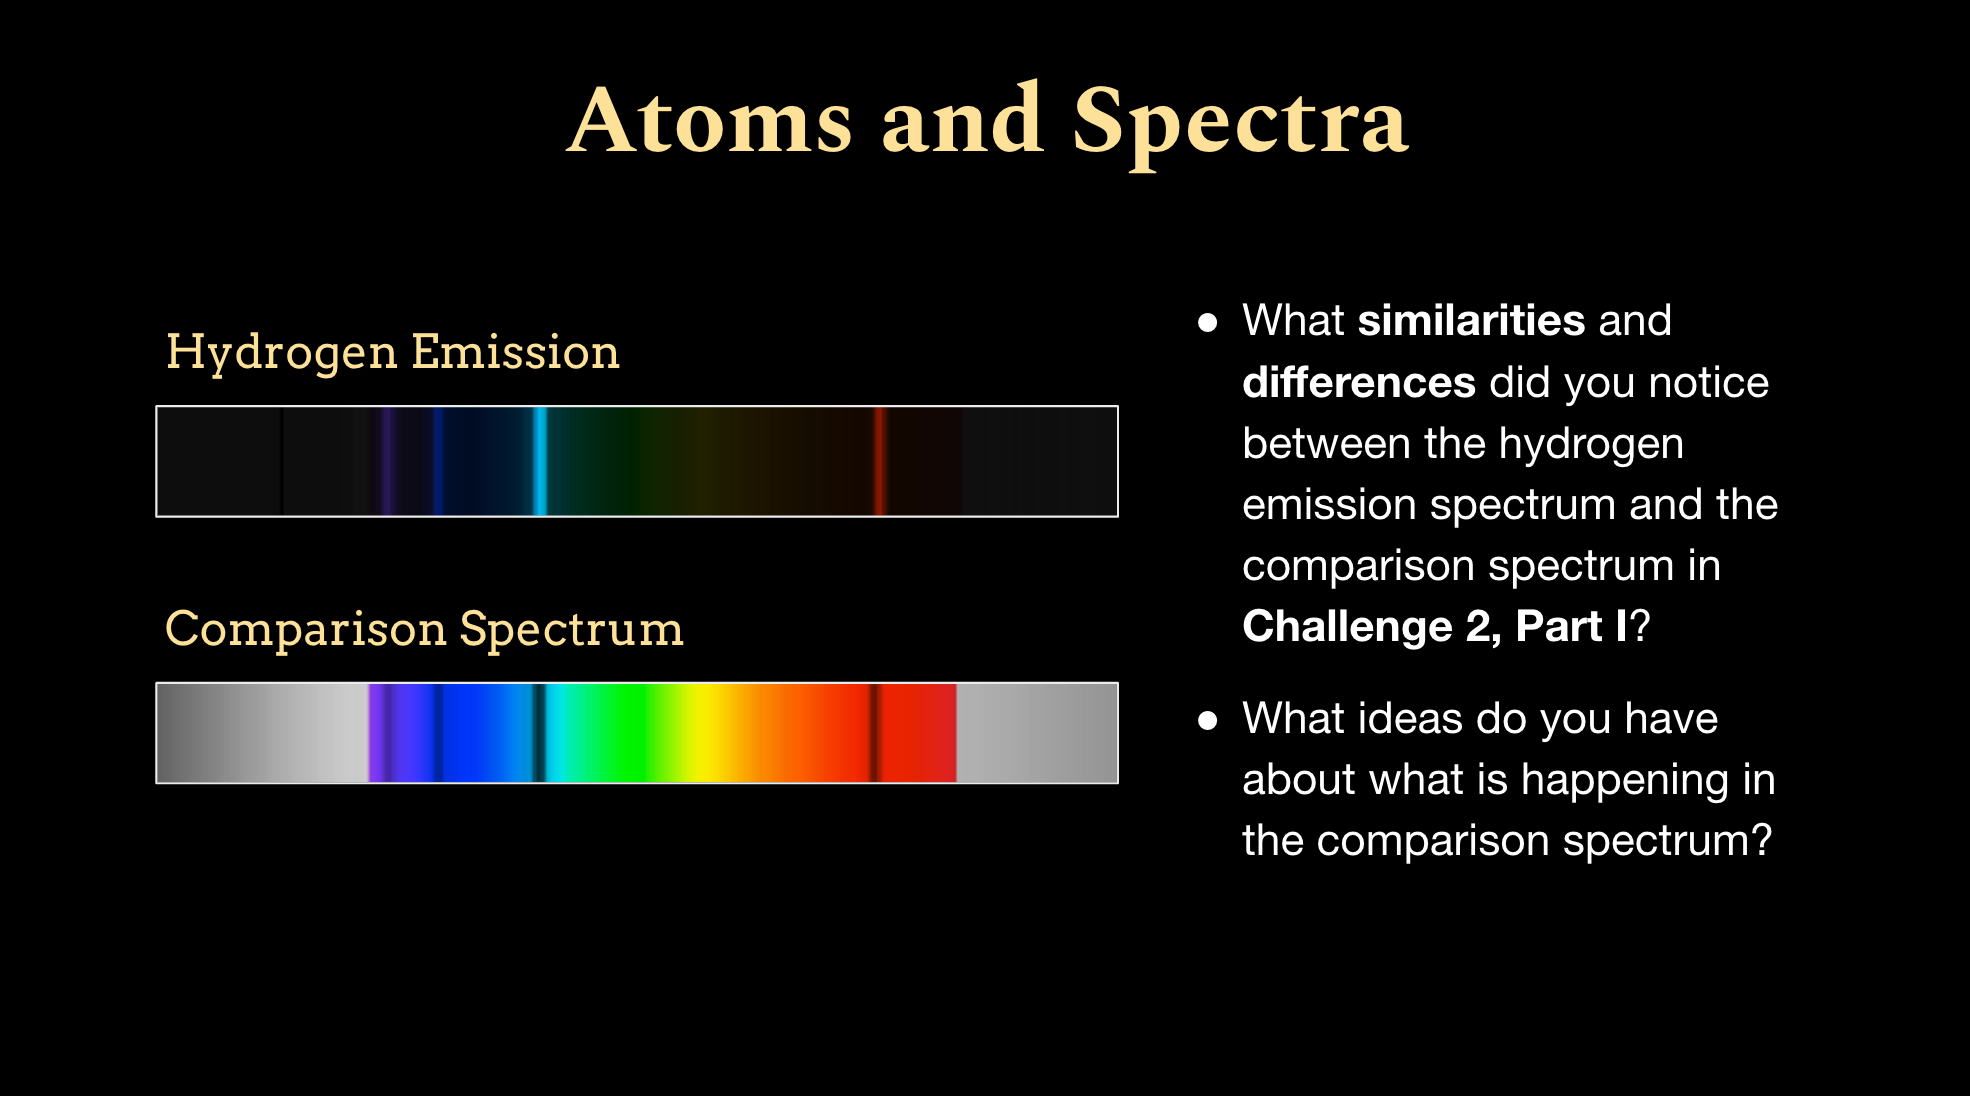 Atoms and Spectra
Hydrogen Emission
Comparison Spectrum
● What similarities and
differences did you notice
between the hydrogen
emission spectrum and the
comparison spectrum in
Challenge 2, Part I?
● What ideas do you have
about what is happening in
the comparison spectrum?